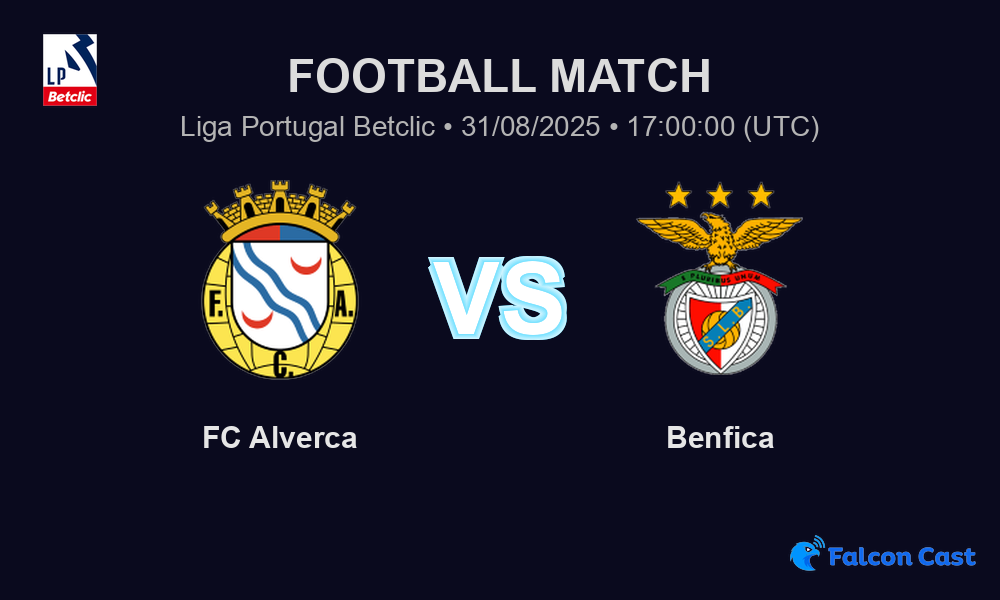 LP
Betclic
FOOTBALL MATCH
Liga Portugal Betclic • 31/08/2025 • 17:00:00 (UTC)
F. A.
C.
VS
E PLURIBUS UNUM
S. L. B.
FC Alverca
Benfica
Falcon Cast